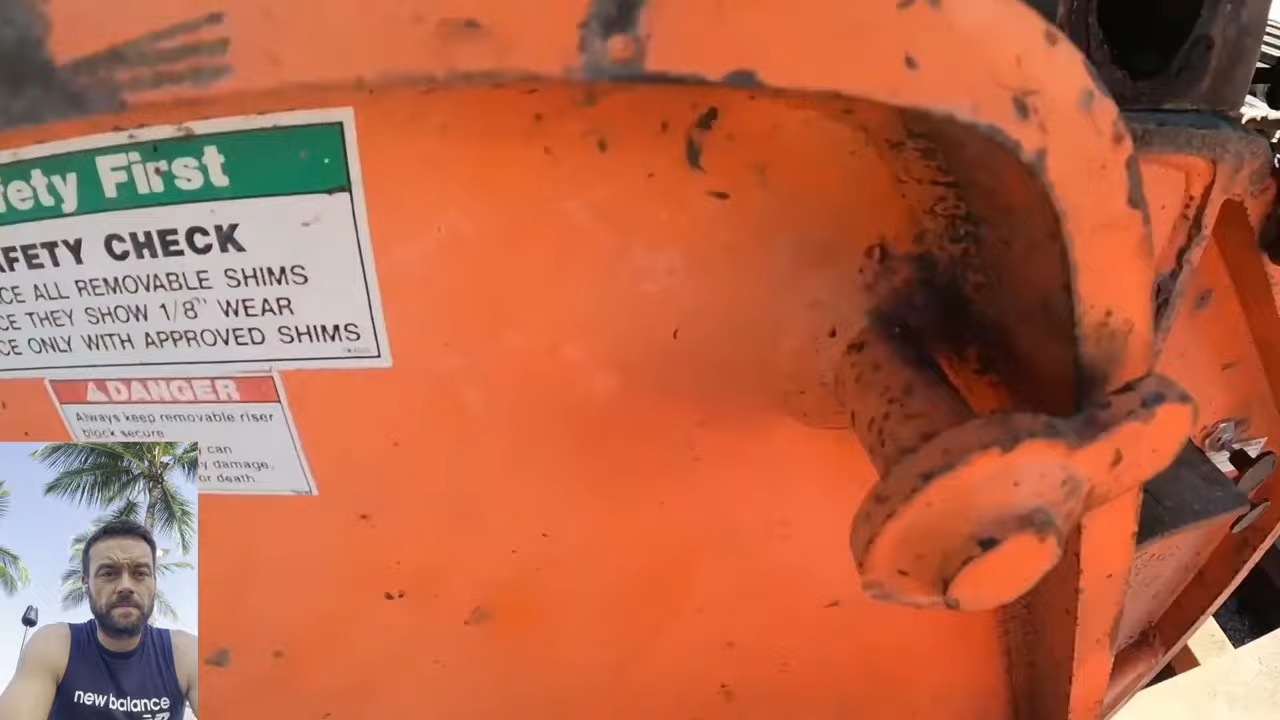 fety First
AFETY CHECK
CE ALL REMOVABLE SHIMS
CE THEY SHOW 1/8" WEAR
CE ONLY WITH APPROVED SHIMS
DANGER
Always keep removable riser
block secure
can
damage,
or death
new balance